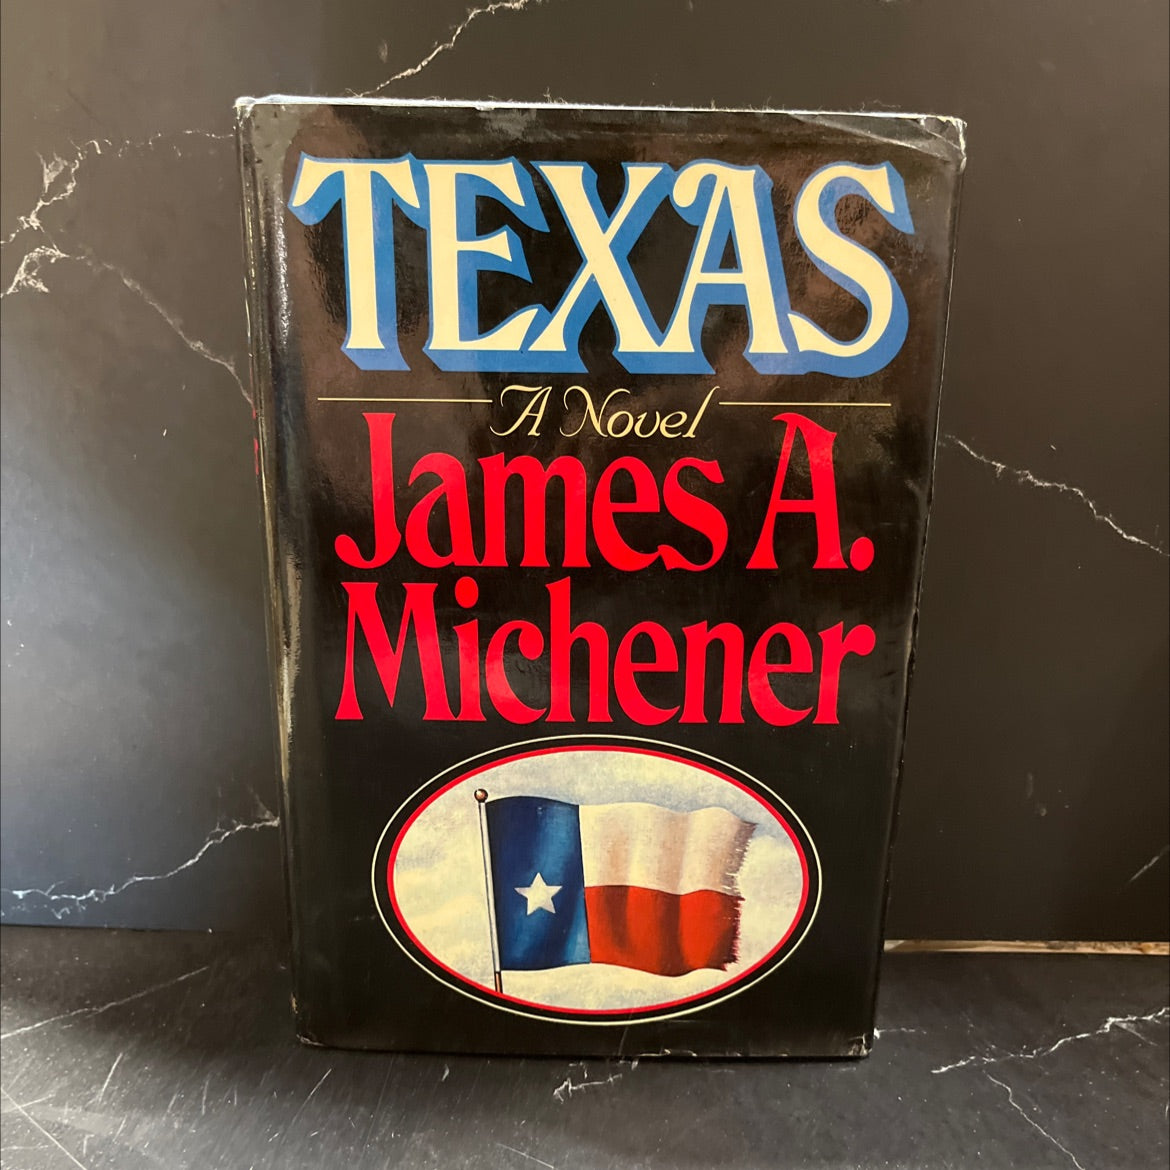 TEXAS
A Novel
James A.
Michener